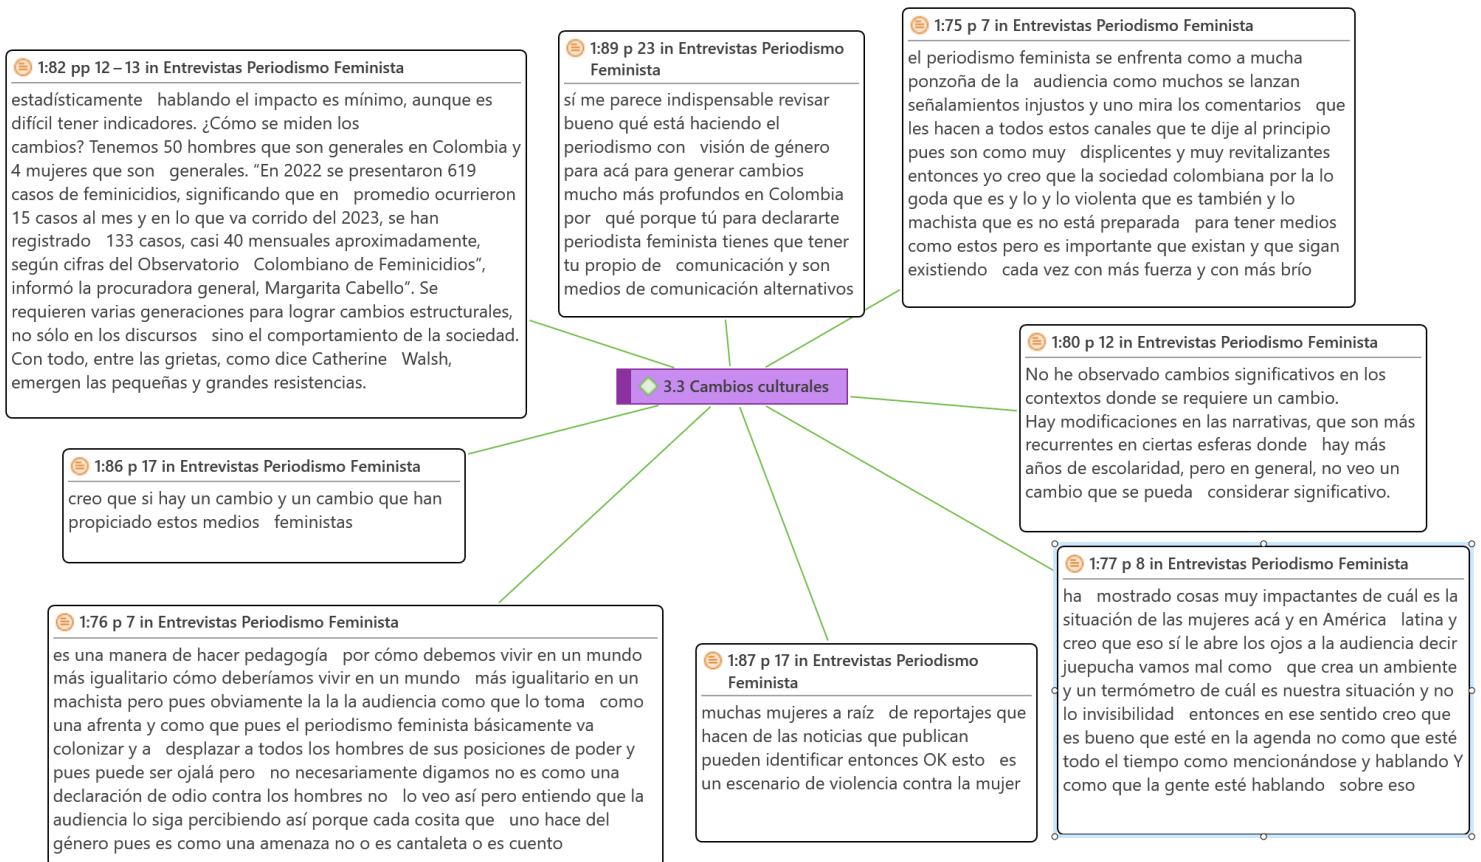 1:82 pp 12 – 13 in Entrevistas Periodismo Feminista
estadísticamente hablando el impacto es mínimo, aunque es
difícil tener indicadores. ¿Cómo se miden los
cambios? Tenemos 50 hombres que son generales en Colombia y
4 mujeres que son generales. "En 2022 se presentaron 619
casos de feminicidios, significando que en promedio ocurrieron
15 casos al mes y en lo que va corrido del 2023, se han
registrado 133 casos, casi 40 mensuales aproximadamente,
según cifras del Observatorio Colombiano de Feminicidios",
informó la procuradora general, Margarita Cabello". Se
requieren varias generaciones para lograr cambios estructurales,
no sólo en los discursos sino el comportamiento de la sociedad.
Con todo, entre las grietas, como dice Catherine Walsh,
emergen las pequeñas y grandes resistencias.
1:89 p 23 in Entrevistas Periodismo
Feminista
sí me parece indispensable revisar
bueno qué está haciendo el
periodismo con visión de género
para acá para generar cambios
mucho más profundos en Colombia
por qué porque tú para declararte
periodista feminista tienes que tener
tu propio de comunicación y son
medios de comunicación alternativos
1:75 p 7 in Entrevistas Periodismo Feminista
el periodismo feminista se enfrenta como a mucha
ponzoña de la audiencia como muchos se lanzan
señalamientos injustos y uno mira los comentarios que
les hacen a todos estos canales que te dije al principio
pues son como muy displicentes y muy revitalizantes
entonces yo creo que la sociedad colombiana por la lo
goda que es y lo y lo violenta que es también y lo
machista que es no está preparada para tener medios
como estos pero es importante que existan y que sigan
existiendo cada vez con más fuerza y con más brío
3.3 Cambios culturales
1:80 p 12 in Entrevistas Periodismo Feminista
No he observado cambios significativos en los
contextos donde se requiere un cambio.
Hay modificaciones en las narrativas, que son más
recurrentes en ciertas esferas donde hay más
años de escolaridad, pero en general, no veo un
cambio que se pueda considerar significativo.
1:86 p 17 in Entrevistas Periodismo Feminista
creo que si hay un cambio y un cambio que han
propiciado estos medios feministas
1:76 p 7 in Entrevistas Periodismo Feminista
es una manera de hacer pedagogía por cómo debemos vivir en un mundo
más igualitario cómo deberíamos vivir en un mundo más igualitario en un
machista pero pues obviamente la la la audiencia como que lo toma como
una afrenta y como que pues el periodismo feminista básicamente va
colonizar y a desplazar a todos los hombres de sus posiciones de poder y
pues puede ser ojalá pero no necesariamente digamos no es como una
declaración de odio contra los hombres no lo veo así pero entiendo que la
audiencia lo siga percibiendo así porque cada cosita que uno hace del
género pues es como una amenaza no o es cantaleta o es cuento
1:87 p 17 in Entrevistas Periodismo
Feminista
muchas mujeres a raíz de reportajes que
hacen de las noticias que publican
pueden identificar entonces OK esto es
un escenario de violencia contra la mujer
1:77 p 8 in Entrevistas Periodismo Feminista
ha mostrado cosas muy impactantes de cuál es la
situación de las mujeres acá y en América latina y
creo que eso sí le abre los ojos a la audiencia decir
juepucha vamos mal como que crea un ambiente
y un termómetro de cuál es nuestra situación y no
lo invisibilidad entonces en ese sentido creo que
es bueno que esté en la agenda no como que esté
todo el tiempo como mencionándose y hablando Y
como que la gente esté hablando sobre eso